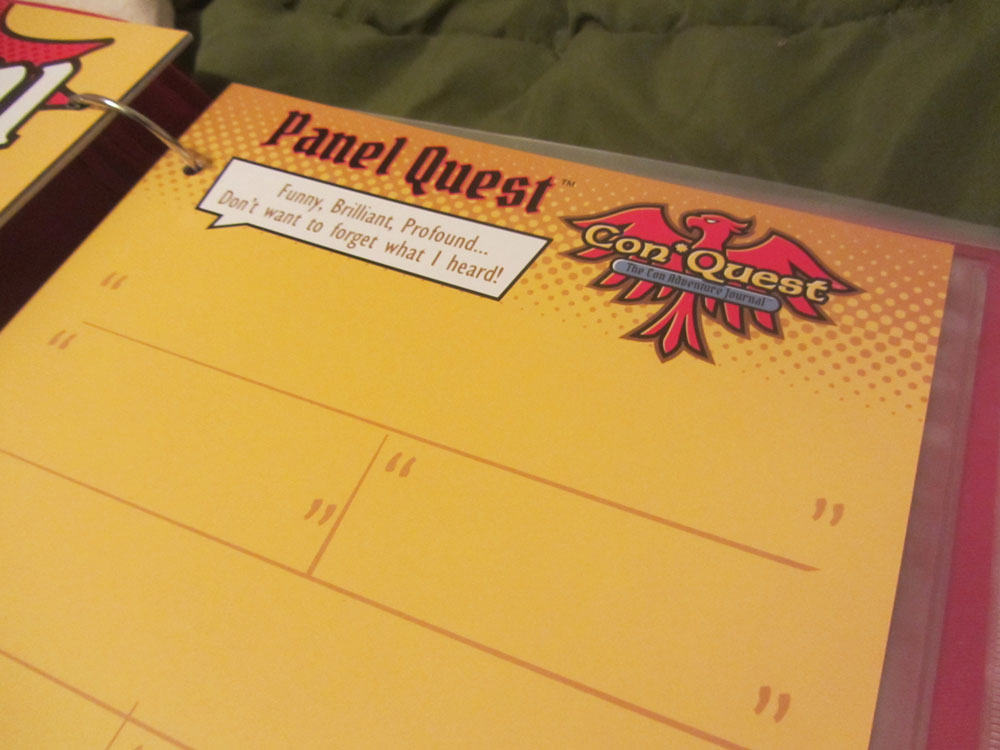 Panel Quest™
Funny, Brilliant, Profound...
Don't want to forget what I heard!
Con*Quest
The Con Adventure Journal
“
“
”
“
”
”